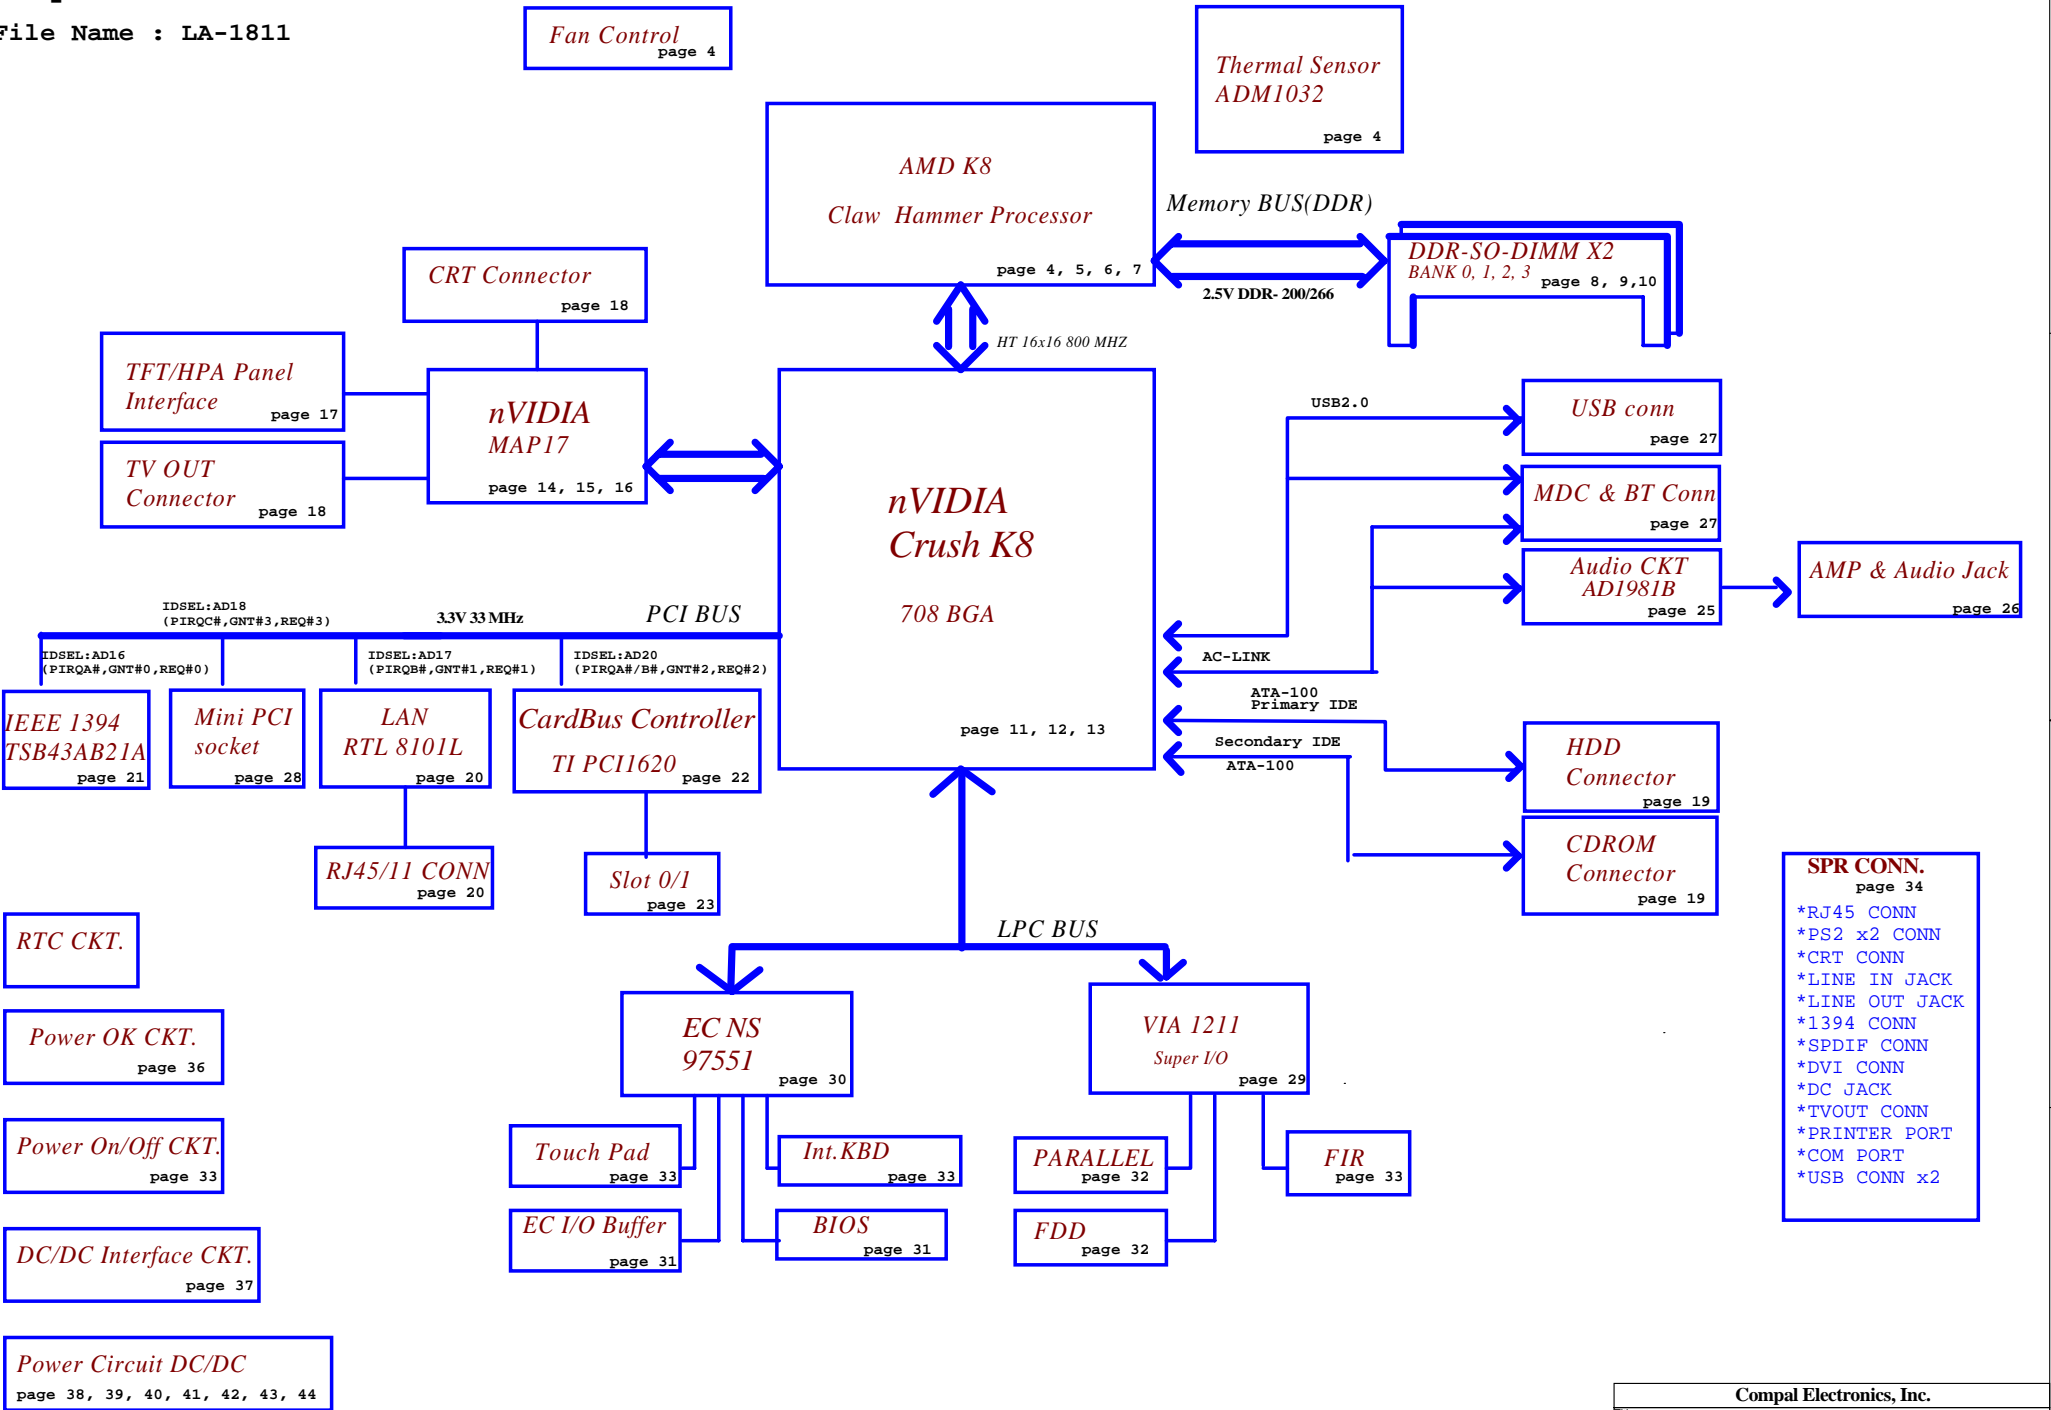 File Name : LA-1811
Fan Control
page 4
Thermal Sensor
ADM1032
page 4
AMD K8
Claw Hammer Processor
page 4, 5, 6, 7
Memory BUS(DDR)
2.5V DDR- 200/266
DDR-SO-DIMM X2
BANK 0, 1, 2, 3
page 8, 9,10
HT 16x16 800 MHZ
CRT Connector
page 18
TFT/HPA Panel
Interface
page 17
TV OUT
Connector
page 18
nVIDIA
MAP17
page 14, 15, 16
nVIDIA
Crush K8
708 BGA
page 11, 12, 13
USB2.0
USB conn
page 27
MDC & BT Conn
page 27
Audio CKT
AD1981B
page 25
AMP & Audio Jack
page 26
AC-LINK
ATA-100
Primary IDE
Secondary IDE
ATA-100
HDD
Connector
page 19
CDROM
Connector
page 19
IDSEL:AD18
(PIRQC#,GNT#3,REQ#3)
3.3V 33 MHz
PCI BUS
IDSEL:AD16
(PIRQA#,GNT#0,REQ#0)
IDSEL:AD17
(PIRQB#,GNT#1,REQ#1)
IDSEL:AD20
(PIRQA#/B#,GNT#2,REQ#2)
IEEE 1394
TSB43AB21A
page 21
Mini PCI
socket
page 28
LAN
RTL 8101L
page 20
CardBus Controller
TI PCI1620
page 22
RJ45/11 CONN
page 20
Slot 0/1
page 23
LPC BUS
EC NS
97551
page 30
VIA 1211
Super I/O
page 29
Touch Pad
page 33
Int.KBD
page 33
EC I/O Buffer
page 31
BIOS
page 31
PARALLEL
page 32
FIR
page 33
FDD
page 32
RTC CKT.
Power OK CKT.
page 36
Power On/Off CKT.
page 33
DC/DC Interface CKT.
page 37
Power Circuit DC/DC
page 38, 39, 40, 41, 42, 43, 44
SPR CONN.
page 34
*RJ45 CONN
*PS2 x2 CONN
*CRT CONN
*LINE IN JACK
*LINE OUT JACK
*1394 CONN
*SPDIF CONN
*DVI CONN
*DC JACK
*TVOUT CONN
*PRINTER PORT
*COM PORT
*USB CONN x2
Compal Electronics, Inc.